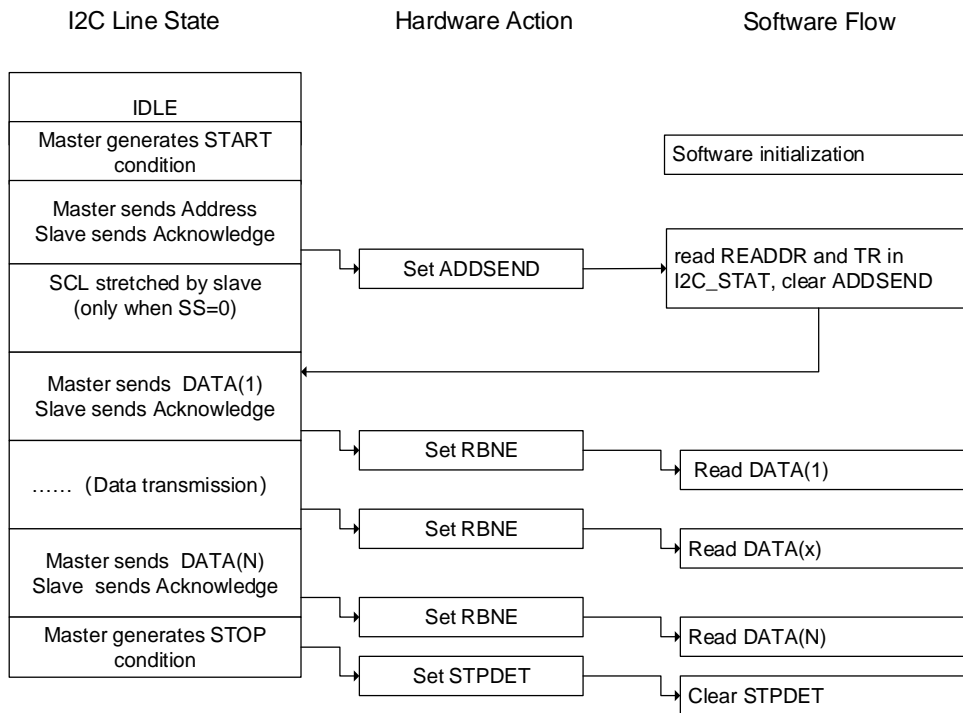 I2C Line State
Hardware Action
Software Flow
IDLE
Master generates START
condition
Software initialization
Master sends Address
Slave sends Acknowledge
Set ADDSEND
read READDR and TR in
I2C_STAT, clear ADDSEND
SCL stretched by slave
(only when SS=0)
Master sends DATA(1)
Slave sends Acknowledge
Set RBNE
Read DATA(1)
…… (Data transmission)
Set RBNE
Read DATA(x)
Master sends DATA(N)
Slave sends Acknowledge
Set RBNE
Read DATA(N)
Master generates STOP
condition
Set STPDET
Clear STPDET